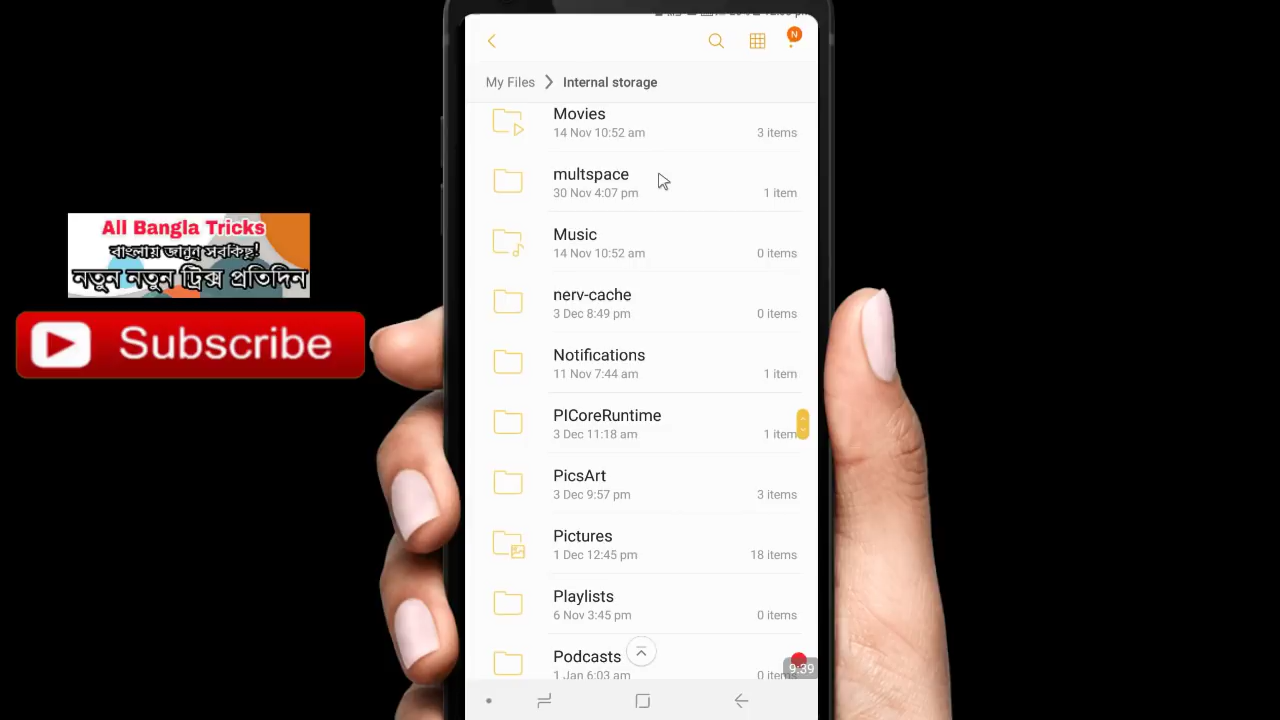 N
My Files
Internal storage
Movies
14 Nov 10:52 am
3 items
multspace
30 Nov 4:07 pm
1 item
Music
14 Nov 10:52 am
0 items
nerv-cache
3 Dec 8:49 pm
0 items
Notifications
11 Nov 7:44 am
1 item
PICoreRuntime
3 Dec 11:18 am
1 item
PicsArt
3 Dec 9:57 pm
3 items
Pictures
1 Dec 12:45 pm
18 items
Playlists
6 Nov 3:45 pm
0 items
Podcasts
1 Jan 6:03 am
0 items
9:39
All Bangla Tricks
বাংলায় জানুন সবকিছু!
নতুন নতুন ট্রিক্স প্রতিদিন
Subscribe